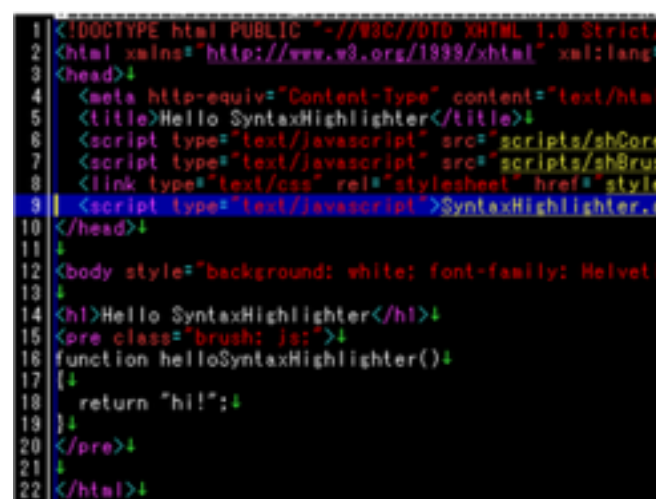 1 <!DOCTYPE html PUBLIC "-//W3C//DTD XHTML 1.0 Strict/
2 <html xmlns="http://www.w3.org/1999/xhtml" xml:lang=
3 <head>↓
4 <meta http-equiv="Content-Type" content="text/htm
5 <title>Hello SyntaxHighlighter</title>↓
6 <script type="text/javascript" src="scripts/shCore
7 <script type="text/javascript" src="scripts/shBrus
8 <link type="text/css" rel="stylesheet" href="style
9 <script type="text/javascript">SyntaxHighlighter.
10 </head>↓
11 ↓
12 <body style="background: white; font-family: Helvet
13 ↓
14 <h1>Hello SyntaxHighlighter</h1>↓
15 <pre class="brush: js;">↓
16 function helloSyntaxHighlighter()↓
17 {↓
18 return "hi!";↓
19 }↓
20 </pre>↓
21 ↓
22 </html>↓